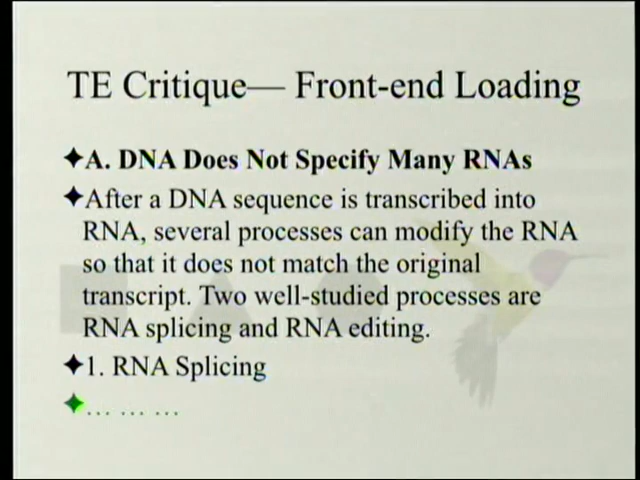 TE Critique— Front-end Loading
✦A. DNA Does Not Specify Many RNAs
✦After a DNA sequence is transcribed into
RNA, several processes can modify the RNA
so that it does not match the original
transcript. Two well-studied processes are
RNA splicing and RNA editing.
✦1. RNA Splicing
✦… … …